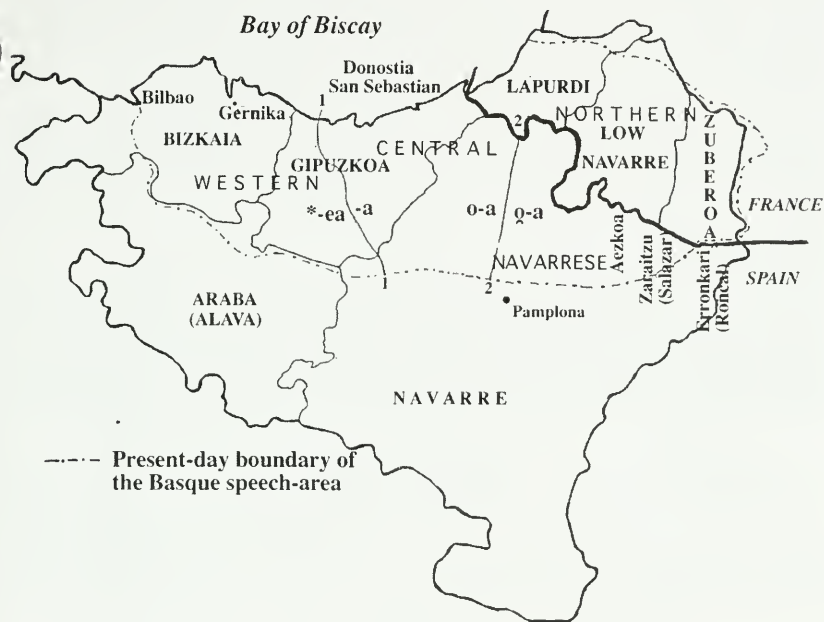 Bay of Biscay
Donostia
San Sebastian
Bilbao
Gernika
1
BIZKAIA
GIPUZKOA
WESTERN
CENTRAL
*-ea
-a
LAPURDI
2
NORTHERN
LOW
NAVARRE
ZUBEROA
FRANCE
SPAIN
o-a
o̯-a
NAVARRESE
Aezkoa
Zaraitzu
(Salazar)
Erronkari
(Roncal)
1
2
Pamplona
ARABA
(ALAVA)
NAVARRE
Present-day boundary of
the Basque speech-area